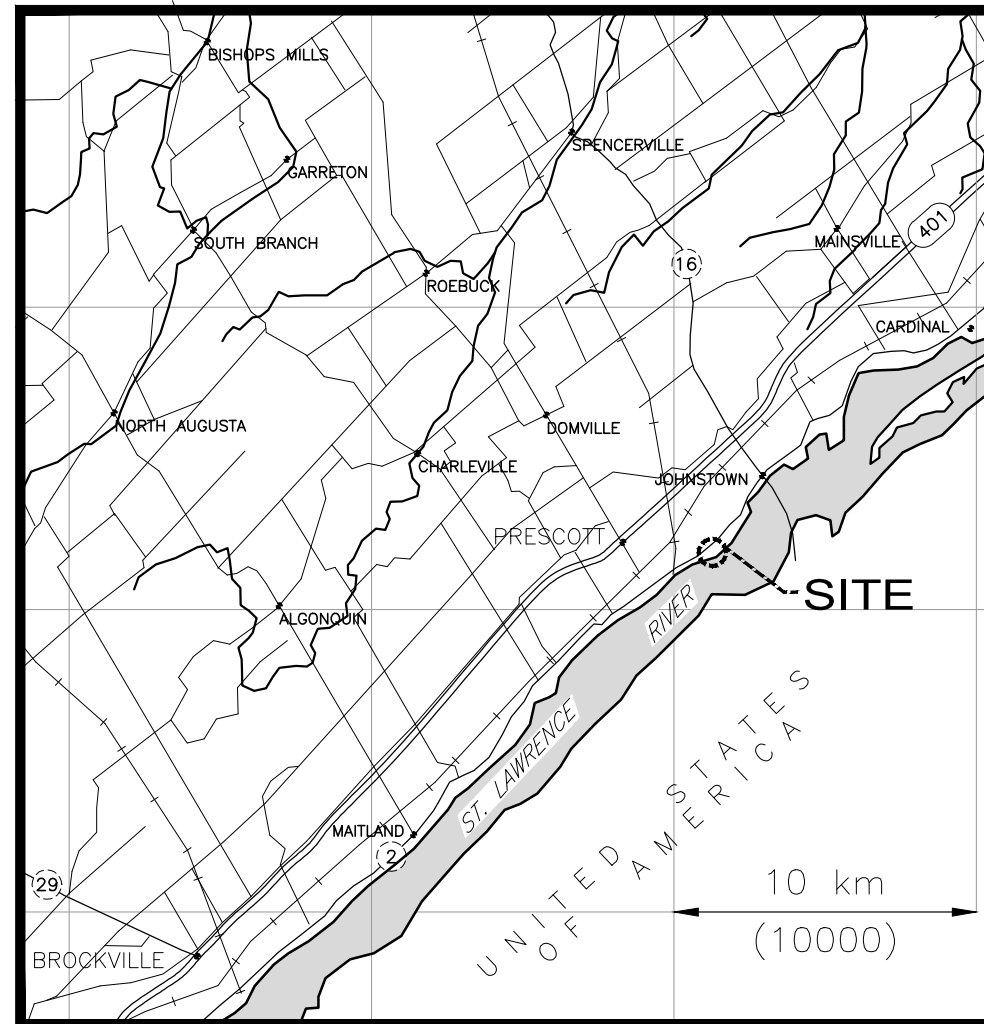 BISHOPS MILLS
SPENCERVILLE
GARRETON
401
SOUTH BRANCH
MAINSVILLE
16
ROEBUCK
CARDINAL
NORTH AUGUSTA
DOMVILLE
CHARLEVILLE
JOHNSTOWN
PRESCOTT
SITE
RIVER
ALGONQUIN
ST. LAWRENCE
UNITED STATES
OF AMERICA
MAITLAND
2
29
10 km
(10000)
BROCKVILLE